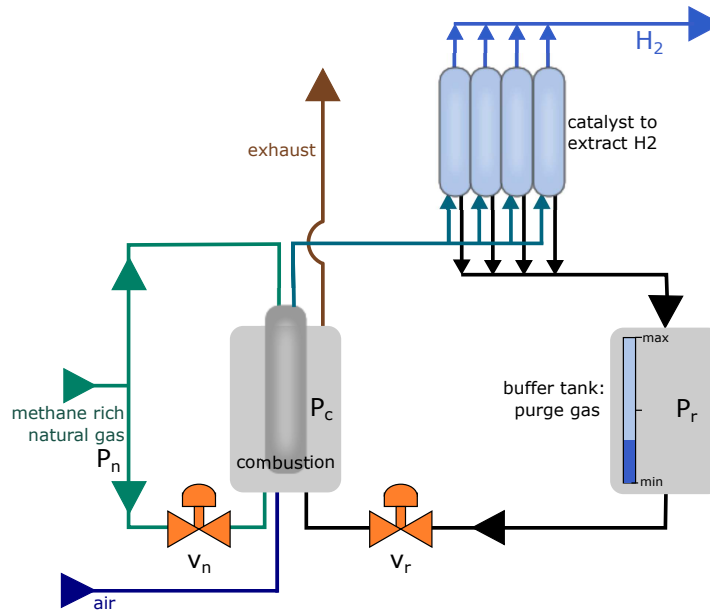 H2
catalyst to
extract H2
exhaust
max
methane rich
natural gas
Pn
Pc
buffer tank:
purge gas
Pr
combustion
min
vn
vr
air